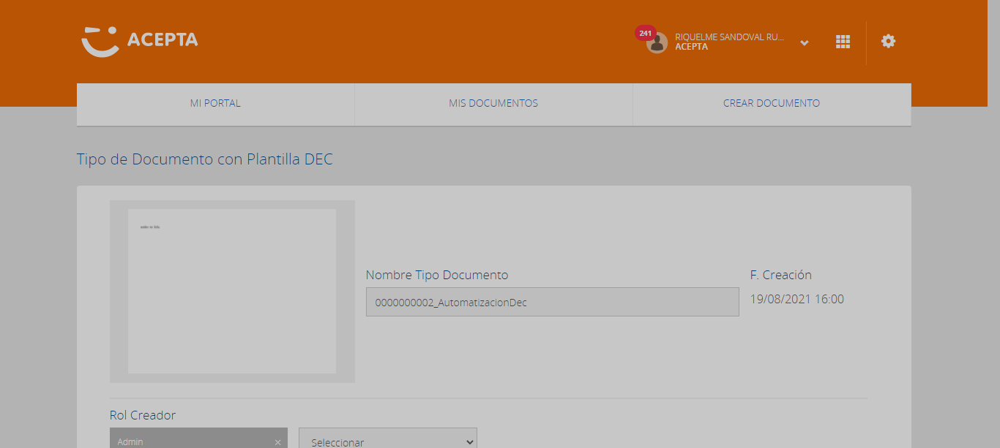 ACEPTA
241
RIQUELME SANDOVAL RU...
ACEPTA
MI PORTAL
MIS DOCUMENTOS
CREAR DOCUMENTO
Tipo de Documento con Plantilla DEC
Nombre Tipo Documento
F. Creación
0000000002_AutomatizacionDec
19/08/2021 16:00
Rol Creador
Admin ×
Seleccionar